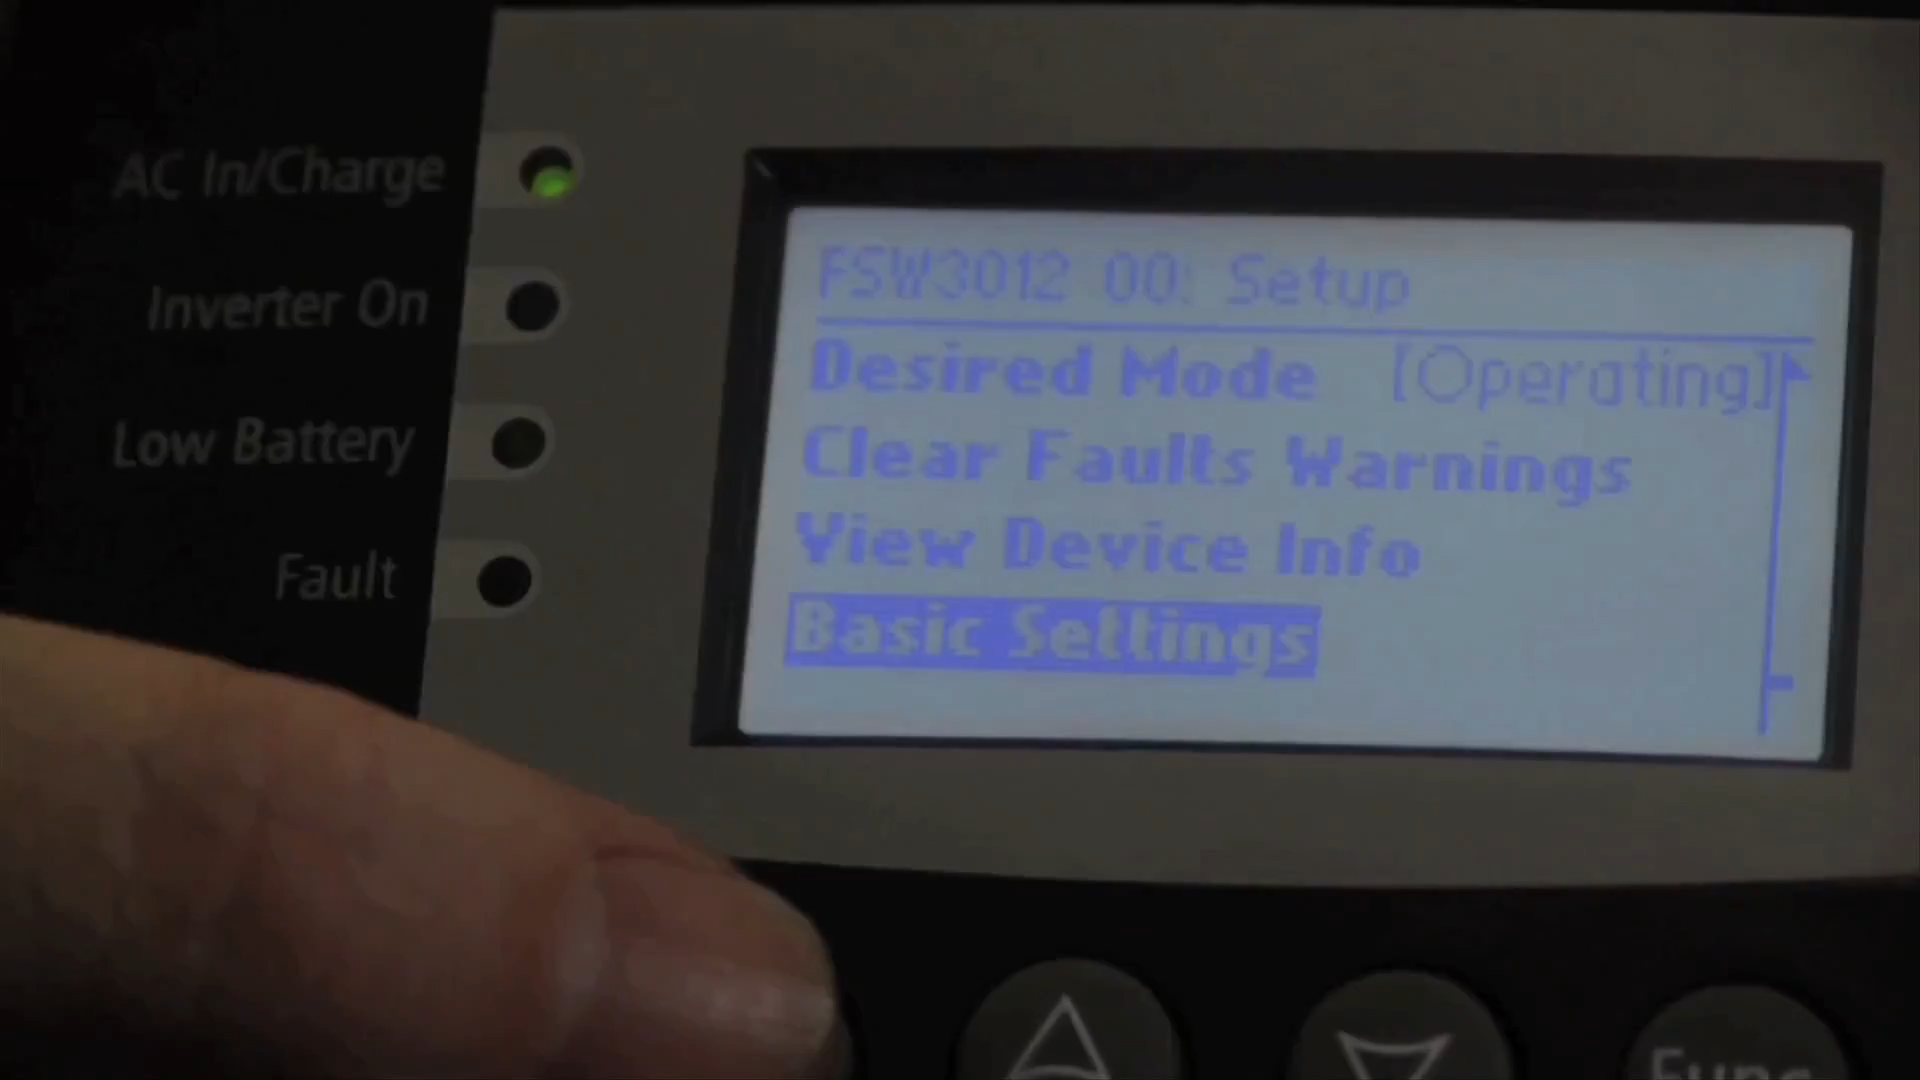 AC In/Charge
Inverter On
Low Battery
Fault
FSW3012 00: Setup
Desired Mode [Operating]
Clear Faults Warnings
View Device Info
Basic Settings
Func